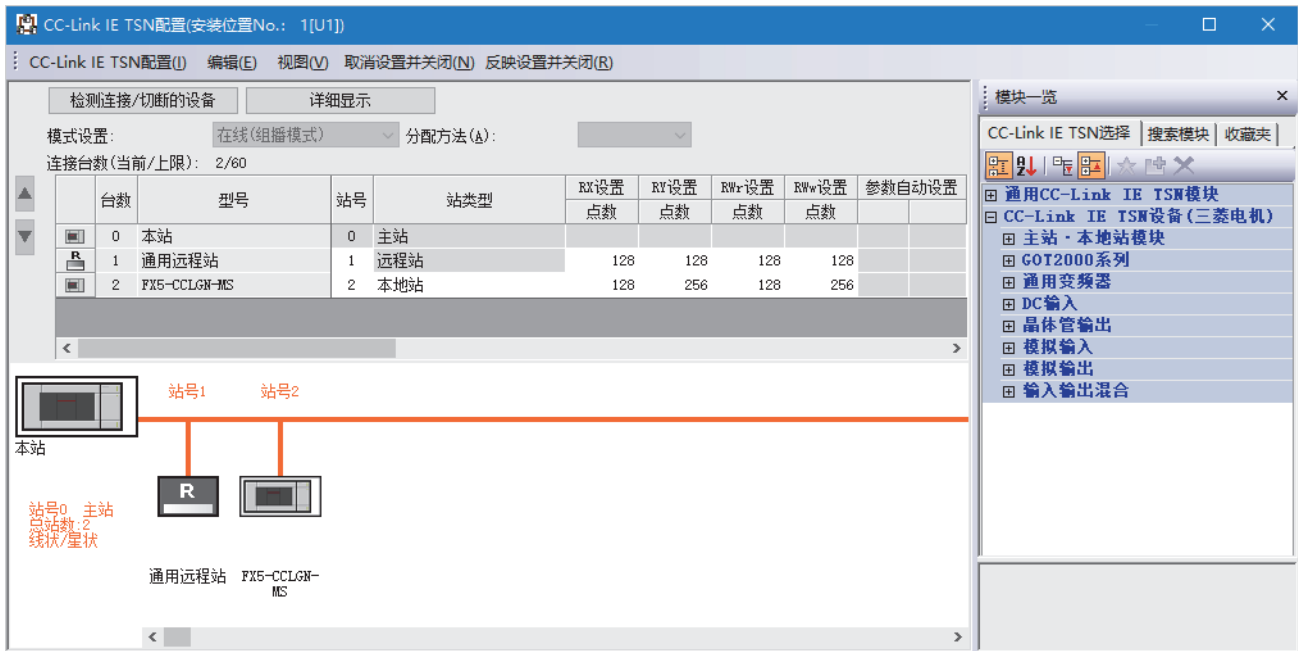 CC-Link IE TSN配置(安装位置No.： 1[U1])
CC-Link IE TSN配置(I) 编辑(E) 视图(V) 取消设置并关闭(N) 反映设置并关闭(R)
检测连接/切断的设备 详细显示
模式设置: 在线(组播模式) 分配方法(A):
连接台数(当前/上限): 2/60
台数 型号 站号 站类型 RX设置 RY设置 RWr设置 RWw设置 参数自动设置
点数 点数 点数 点数
0 本站 0 主站
R 1 通用远程站 1 远程站 128 128 128 128
2 FX5-CCLGN-MS 2 本地站 128 256 128 256
站号1 站号2
本站
R
站号0 主站
总站数:2
线状/星状
通用远程站 FX5-CCLGN-
MS
模块一览
CC-Link IE TSN选择 搜索模块 收藏夹
通用CC-Link IE TSN模块
CC-Link IE TSN设备(三菱电机)
主站·本地站模块
GOT2000系列
通用变频器
DC输入
晶体管输出
模拟输入
模拟输出
输入输出混合